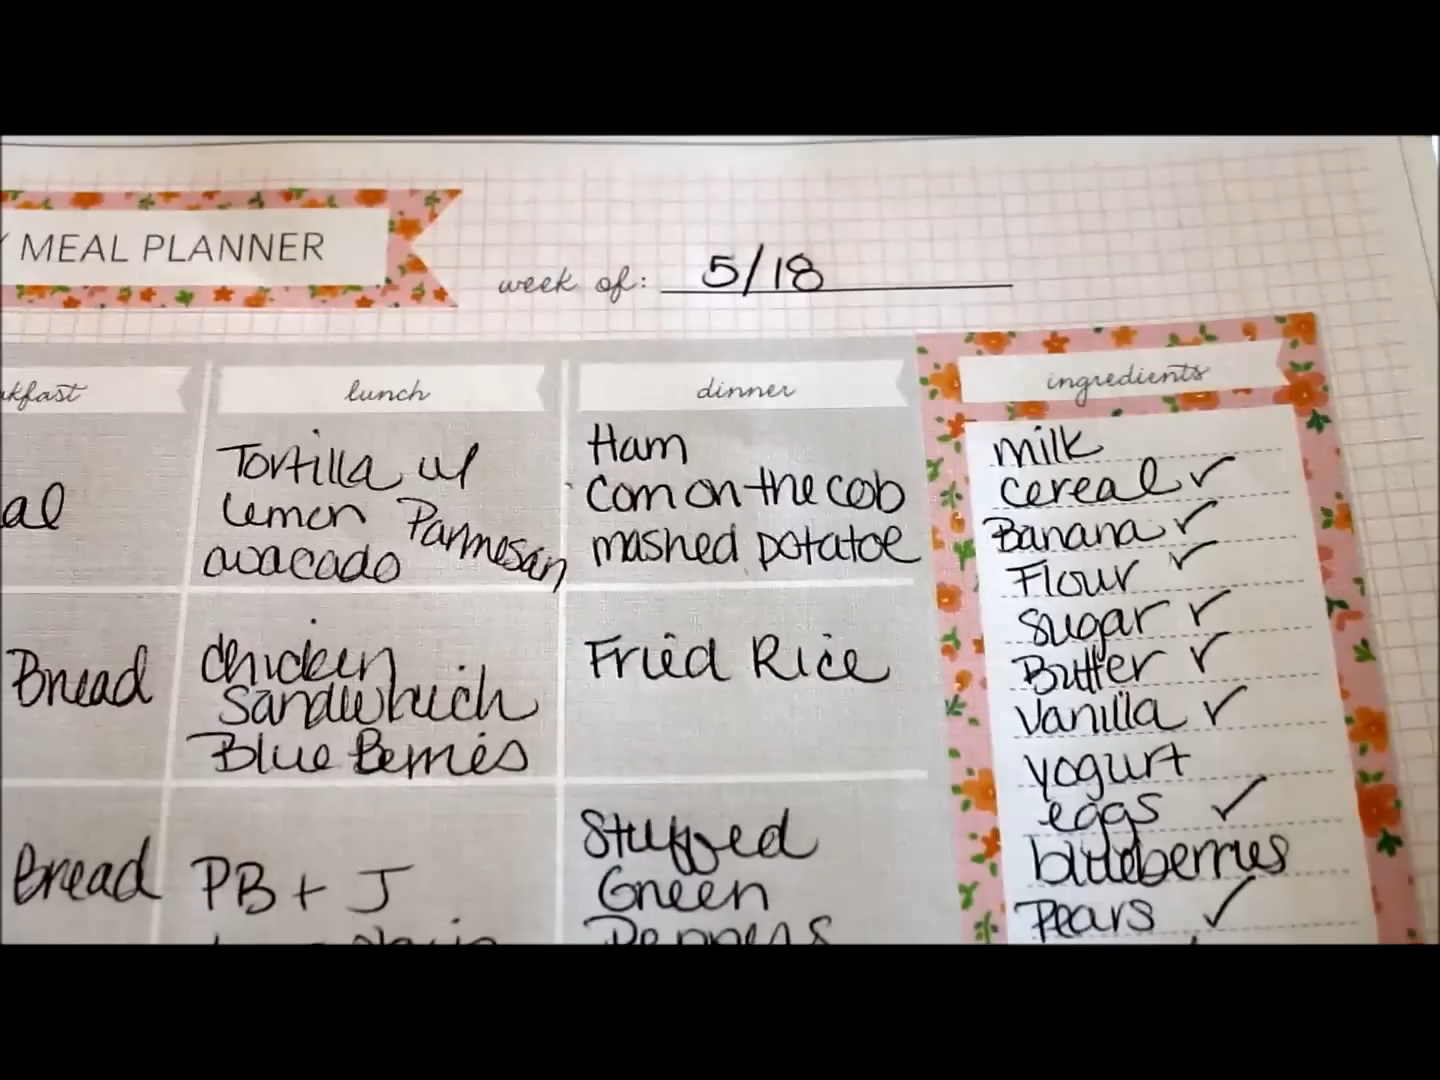 MEAL PLANNER
week of: 5/18
kfast
lunch
dinner
ingredients
al
Tortilla w/
lemon Parmesan
avacado
Ham
Corn on the cob
mashed potatoe
Bread
chicken
sandwhich
Blue Berries
Fried Rice
Bread
PB + J
Stuffed
Green
Peppers
milk
cereal ✓
Banana ✓
Flour ✓
sugar ✓
Butter ✓
vanilla ✓
yogurt
eggs ✓
blueberries
Pears ✓